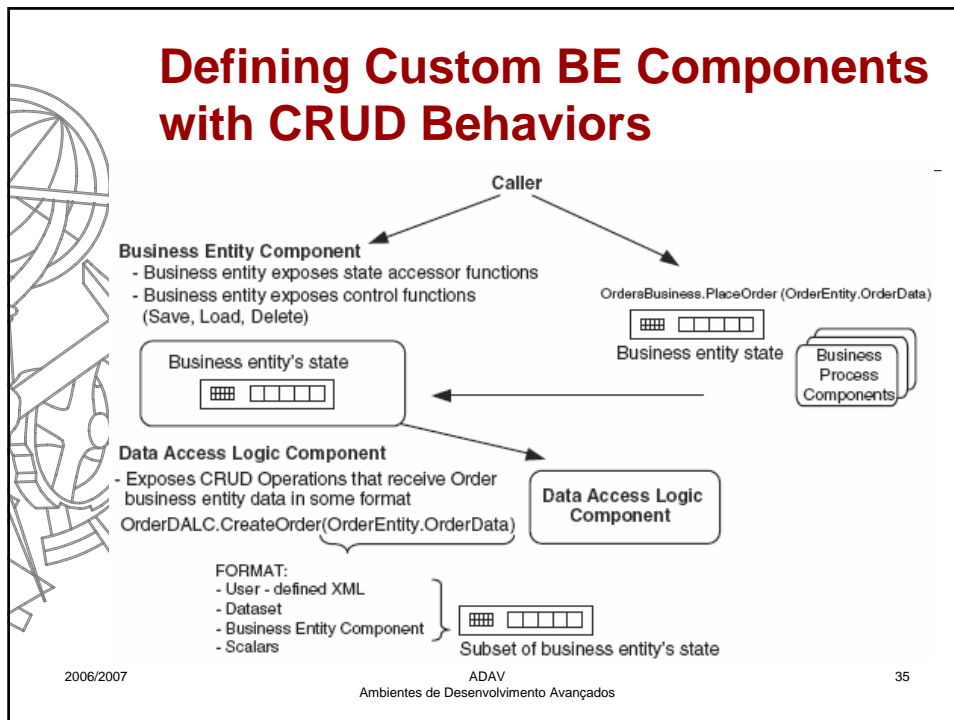 Defining Custom BE Components
with CRUD Behaviors
Caller
Business Entity Component
- Business entity exposes state accessor functions
- Business entity exposes control functions
(Save, Load, Delete)
OrdersBusiness.PlaceOrder (OrderEntity.OrderData)
Business entity state
Business
Process
Components
Business entity's state
Data Access Logic Component
- Exposes CRUD Operations that receive Order
business entity data in some format
OrderDALC.CreateOrder(OrderEntity.OrderData)
Data Access Logic
Component
FORMAT:
- User - defined XML
- Dataset
- Business Entity Component
- Scalars
Subset of business entity's state
2006/2007
ADAV
Ambientes de Desenvolvimento Avançados
35